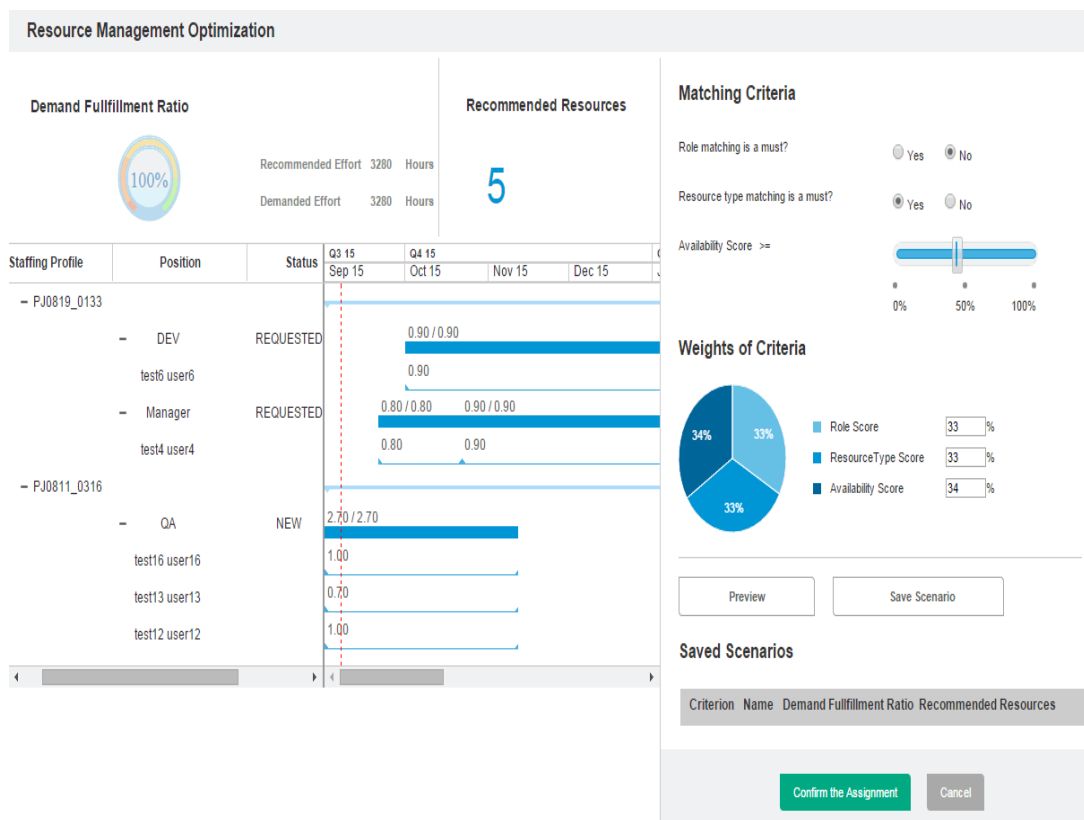 Resource Management Optimization
Demand Fullfillment Ratio
100%
Recommended Effort 3280 Hours
Demanded Effort 3280 Hours
Recommended Resources
5
Staffing Profile Position Status
Q3 15 Q4 15
Sep 15 Oct 15 Nov 15 Dec 15
− PJ0819_0133
− DEV REQUESTED 0.90 / 0.90
test6 user6 0.90
− Manager REQUESTED 0.80 / 0.80 0.90 / 0.90
test4 user4 0.80 0.90
− PJ0811_0316
− QA NEW 2.70 / 2.70
test16 user16 1.00
test13 user13 0.70
test12 user12 1.00
Matching Criteria
Role matching is a must? Yes No
Resource type matching is a must? Yes No
Availability Score >=
0% 50% 100%
Weights of Criteria
34% 33%
33%
Role Score 33 %
ResourceType Score 33 %
Availability Score 34 %
Preview Save Scenario
Saved Scenarios
Criterion Name Demand Fullfillment Ratio Recommended Resources
Confirm the Assignment Cancel